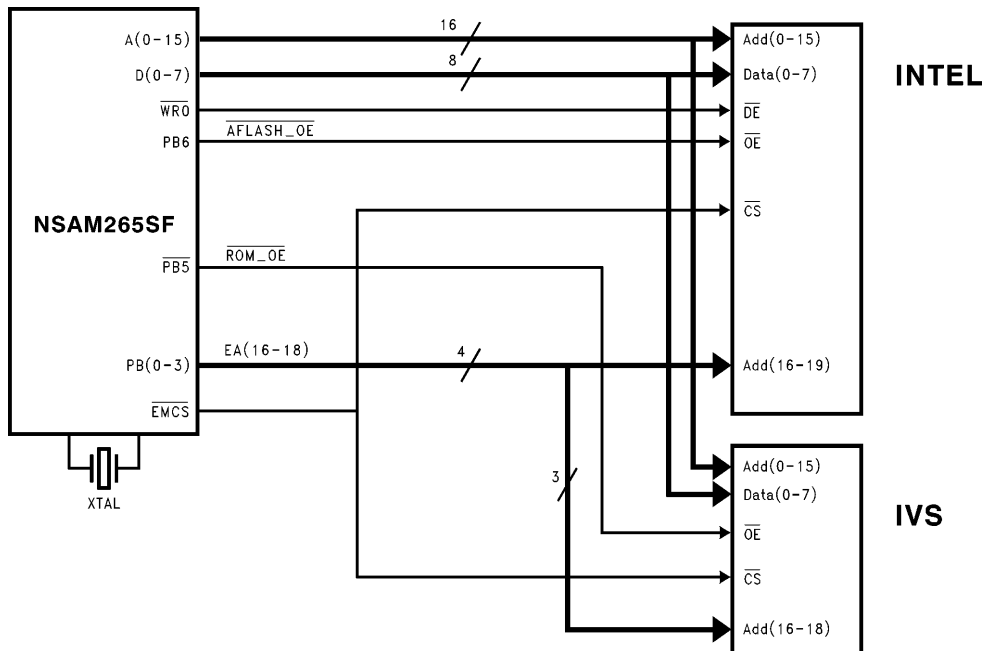 A(0-15)
16
Add(0-15)
D(0-7)
8
Data(0-7)
INTEL
WR0
DE
PB6
AFLASH_OE
OE
CS
NSAM265SF
PB5
ROM_OE
PB(0-3)
EA(16-18)
4
Add(16-19)
EMCS
XTAL
3
Add(0-15)
Data(0-7)
IVS
OE
CS
Add(16-18)